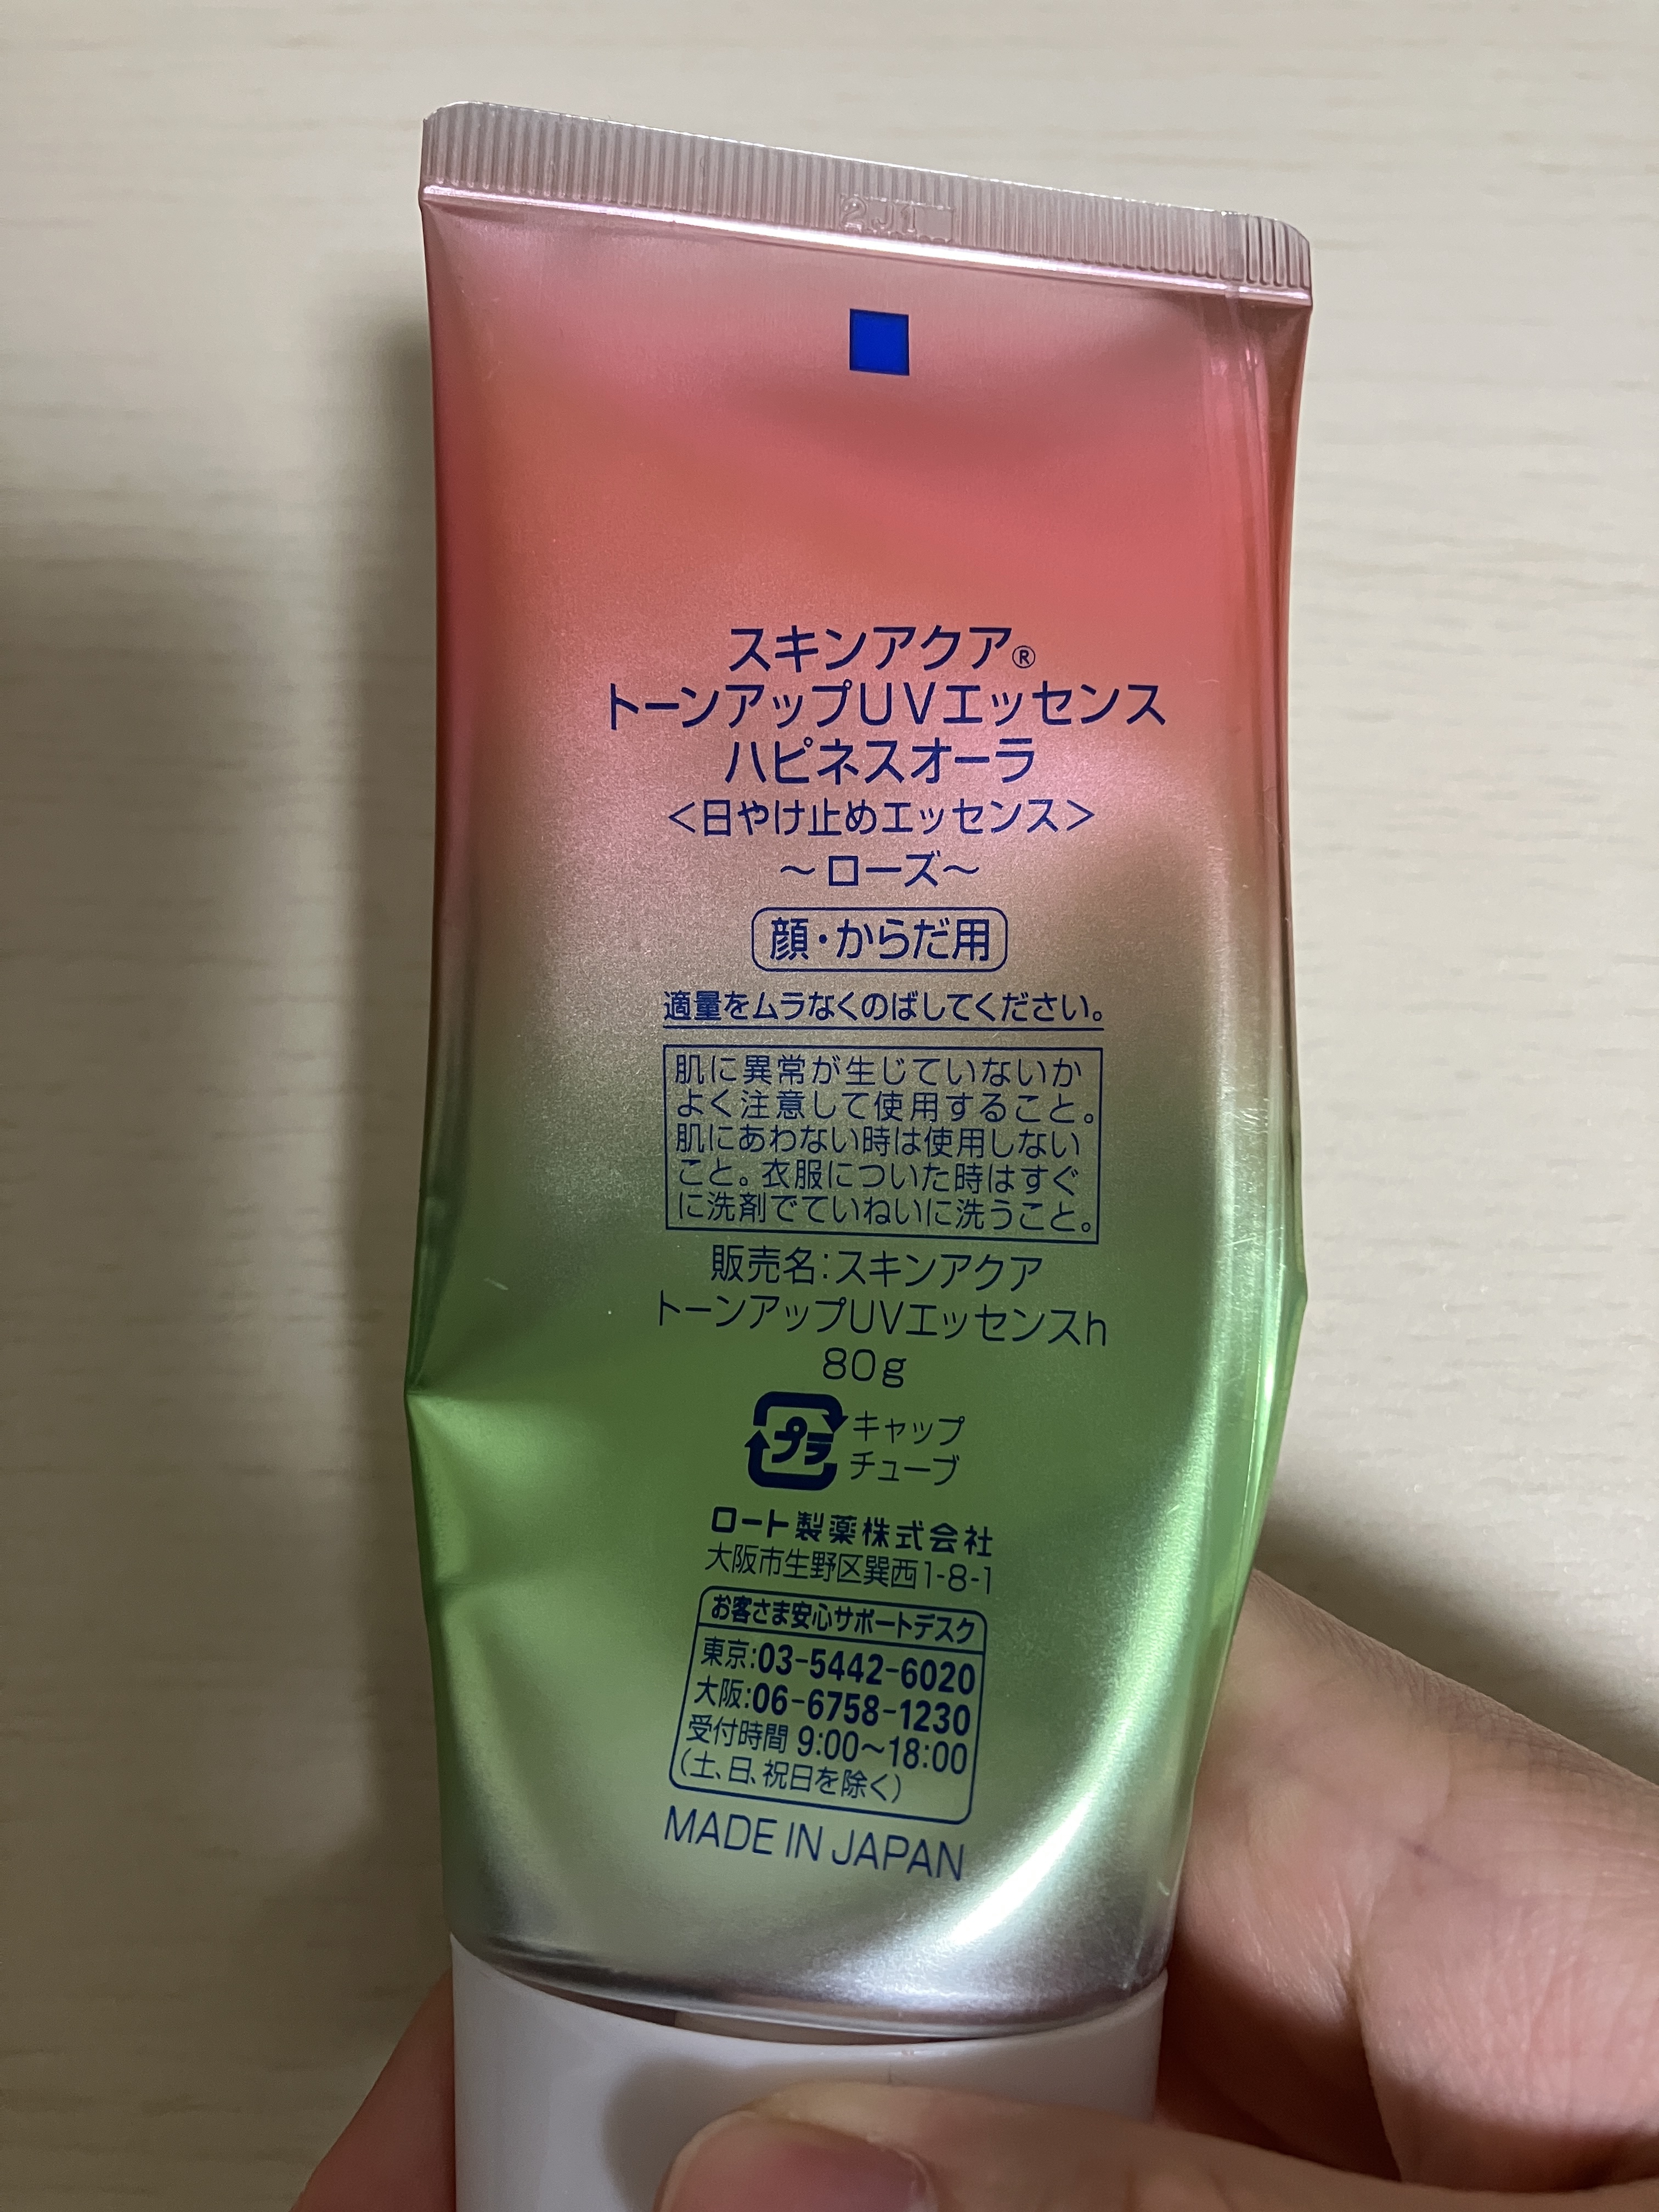 2J1
スキンアクア®
トーンアップUVエッセンス
ハピネスオーラ
<日やけ止めエッセンス>
～ローズ～
顔・からだ用
適量をムラなくのばしてください。
肌に異常が生じていないか
よく注意して使用すること。
肌にあわない時は使用しない
こと。衣服についた時はすぐ
に洗剤でていねいに洗うこと。
販売名:スキンアクア
トーンアップUVエッセンスh
80g
プラ キャップ
チューブ
ロート製薬株式会社
大阪市生野区巽西1-8-1
お客さま安心サポートデスク
東京:03-5442-6020
大阪:06-6758-1230
受付時間 9:00～18:00
(土、日、祝日を除く)
MADE IN JAPAN